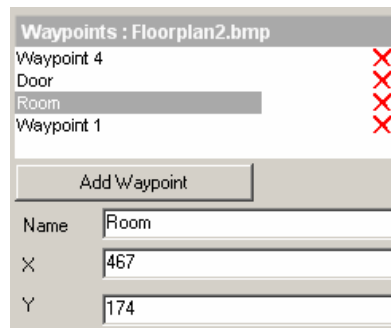 Waypoints : Floorplan2.bmp
Waypoint 4
Door
Room
Waypoint 1
Add Waypoint
Name Room
X 467
Y 174